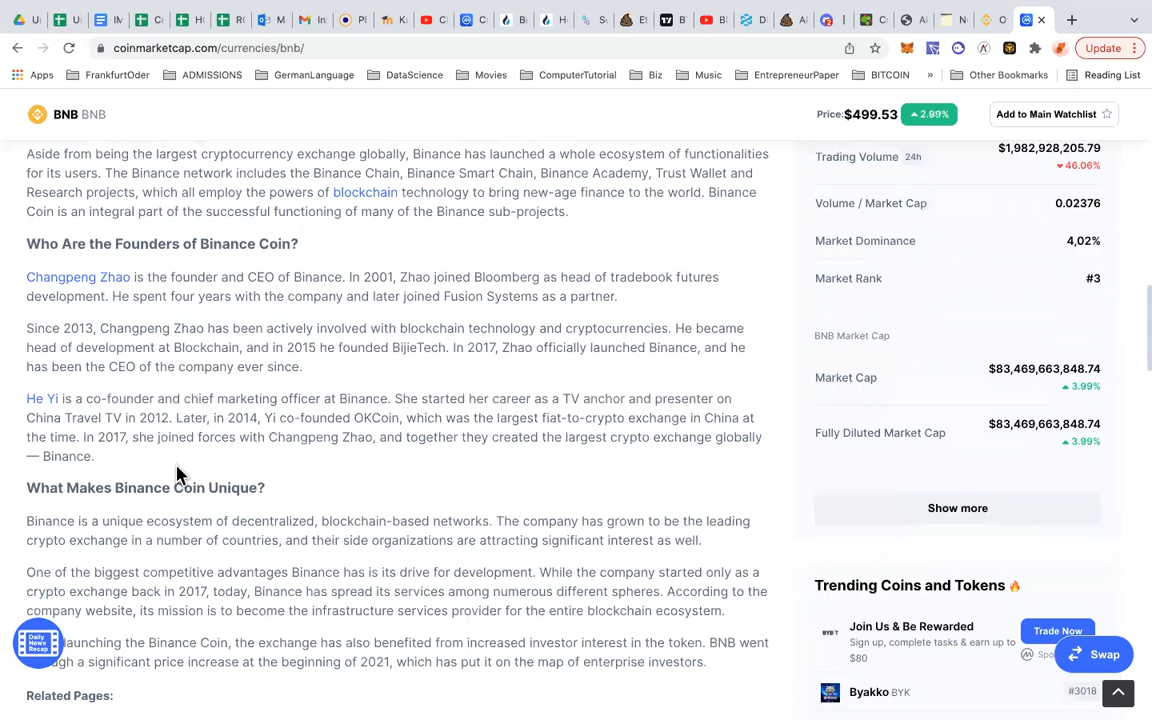 U
U
B
IM
C
H
R
M
In
P
K
C
C
Bi
H
S
E
B
Bl
D
A
C
A
N
O
coinmarketcap.com/currencies/bnb/
Update
Apps
FrankfurtOder
ADMISSIONS
GermanLanguage
DataScience
Movies
ComputerTutorial
Biz
Music
EntrepreneurPaper
BITCOIN
»
Other Bookmarks
Reading List
BNB BNB
Price:$499.53 2.99%
Add to Main Watchlist
Aside from being the largest cryptocurrency exchange globally, Binance has launched a whole ecosystem of functionalities
for its users. The Binance network includes the Binance Chain, Binance Smart Chain, Binance Academy, Trust Wallet and
Research projects, which all employ the powers of blockchain technology to bring new-age finance to the world. Binance
Coin is an integral part of the successful functioning of many of the Binance sub-projects.
Who Are the Founders of Binance Coin?
Changpeng Zhao is the founder and CEO of Binance. In 2001, Zhao joined Bloomberg as head of tradebook futures
development. He spent four years with the company and later joined Fusion Systems as a partner.
Since 2013, Changpeng Zhao has been actively involved with blockchain technology and cryptocurrencies. He became
head of development at Blockchain, and in 2015 he founded BijieTech. In 2017, Zhao officially launched Binance, and he
has been the CEO of the company ever since.
He Yi is a co-founder and chief marketing officer at Binance. She started her career as a TV anchor and presenter on
China Travel TV in 2012. Later, in 2014, Yi co-founded OKCoin, which was the largest fiat-to-crypto exchange in China at
the time. In 2017, she joined forces with Changpeng Zhao, and together they created the largest crypto exchange globally
— Binance.
What Makes Binance Coin Unique?
Binance is a unique ecosystem of decentralized, blockchain-based networks. The company has grown to be the leading
crypto exchange in a number of countries, and their side organizations are attracting significant interest as well.
One of the biggest competitive advantages Binance has is its drive for development. While the company started only as a
crypto exchange back in 2017, today, Binance has spread its services among numerous different spheres. According to the
company website, its mission is to become the infrastructure services provider for the entire blockchain ecosystem.
launching the Binance Coin, the exchange has also benefited from increased investor interest in the token. BNB went
a significant price increase at the beginning of 2021, which has put it on the map of enterprise investors.
Related Pages:
Daily
News
Recap
$1,982,928,205.79
Trading Volume 24h
46.06%
Volume / Market Cap 0.02376
Market Dominance 4,02%
Market Rank #3
BNB Market Cap
$83,469,663,848.74
Market Cap
3.99%
$83,469,663,848.74
Fully Diluted Market Cap
3.99%
Show more
Trending Coins and Tokens
BYBIT
Join Us & Be Rewarded
Sign up, complete tasks & earn up to
$80
Trade Now
Swap
Byakko BYK #3018